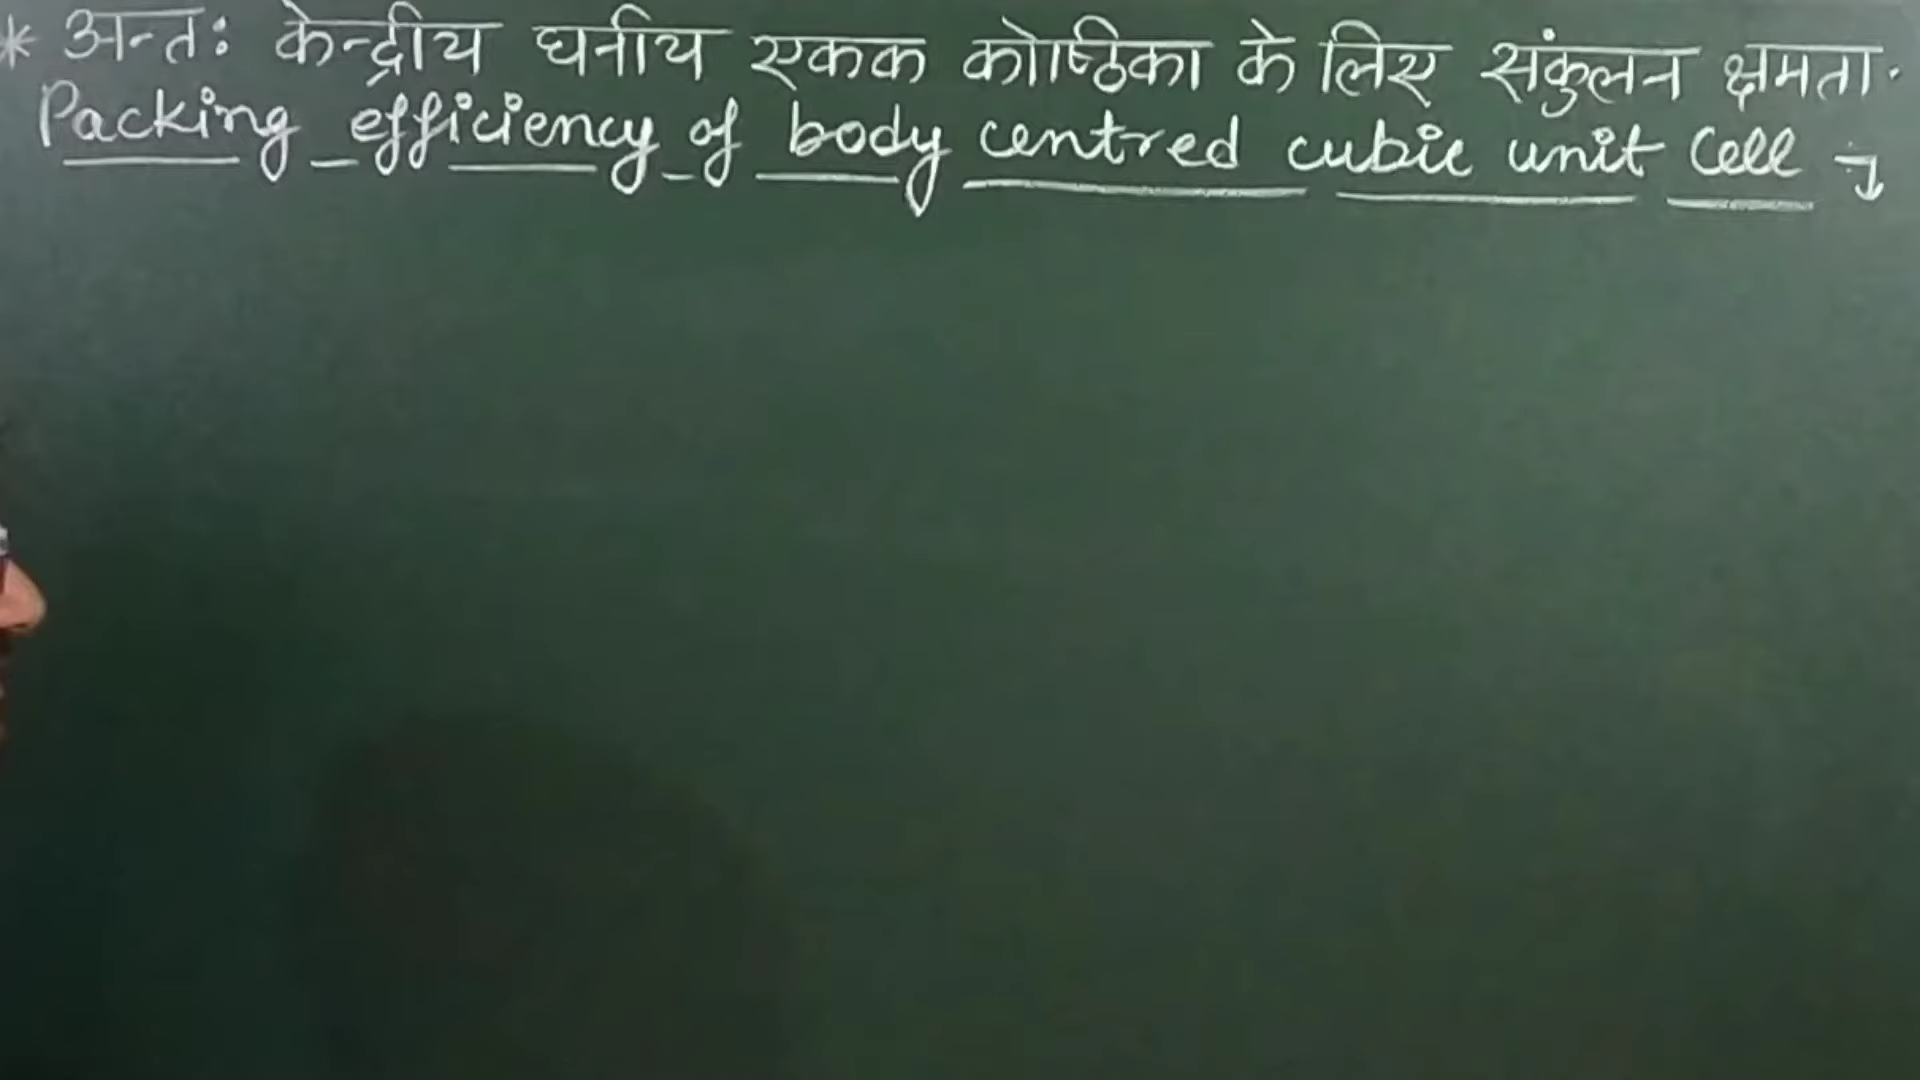 * अन्तः केन्द्रीय घनीय एकक कोष्ठिका के लिए संकुलन क्षमता.
Packing efficiency of body centred cubic unit cell →